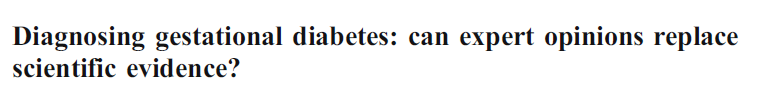 Diagnosing gestational diabetes: can expert opinions replace
scientific evidence?